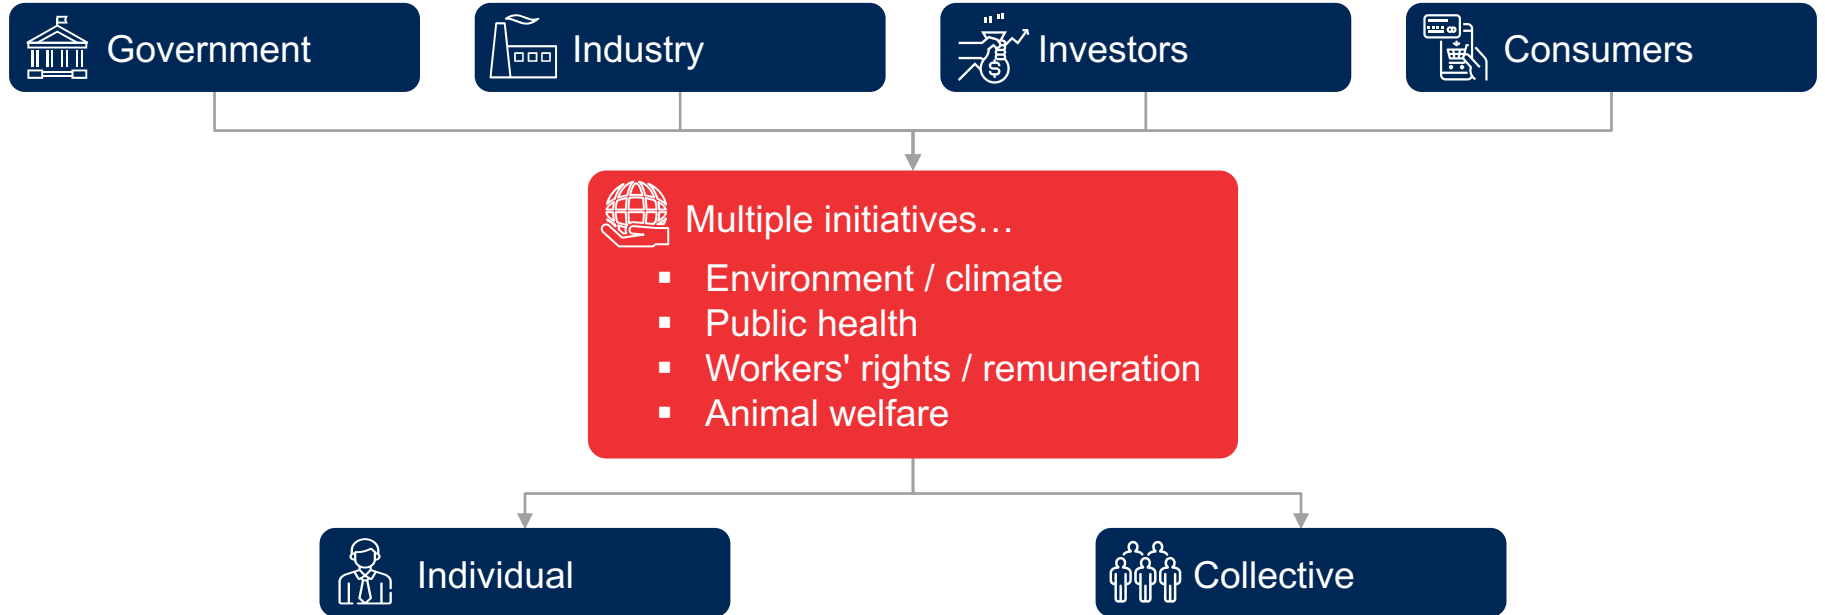 Government
Industry
Investors
Consumers
Multiple initiatives…
▪ Environment / climate
▪ Public health
▪ Workers' rights / remuneration
▪ Animal welfare
Individual
Collective